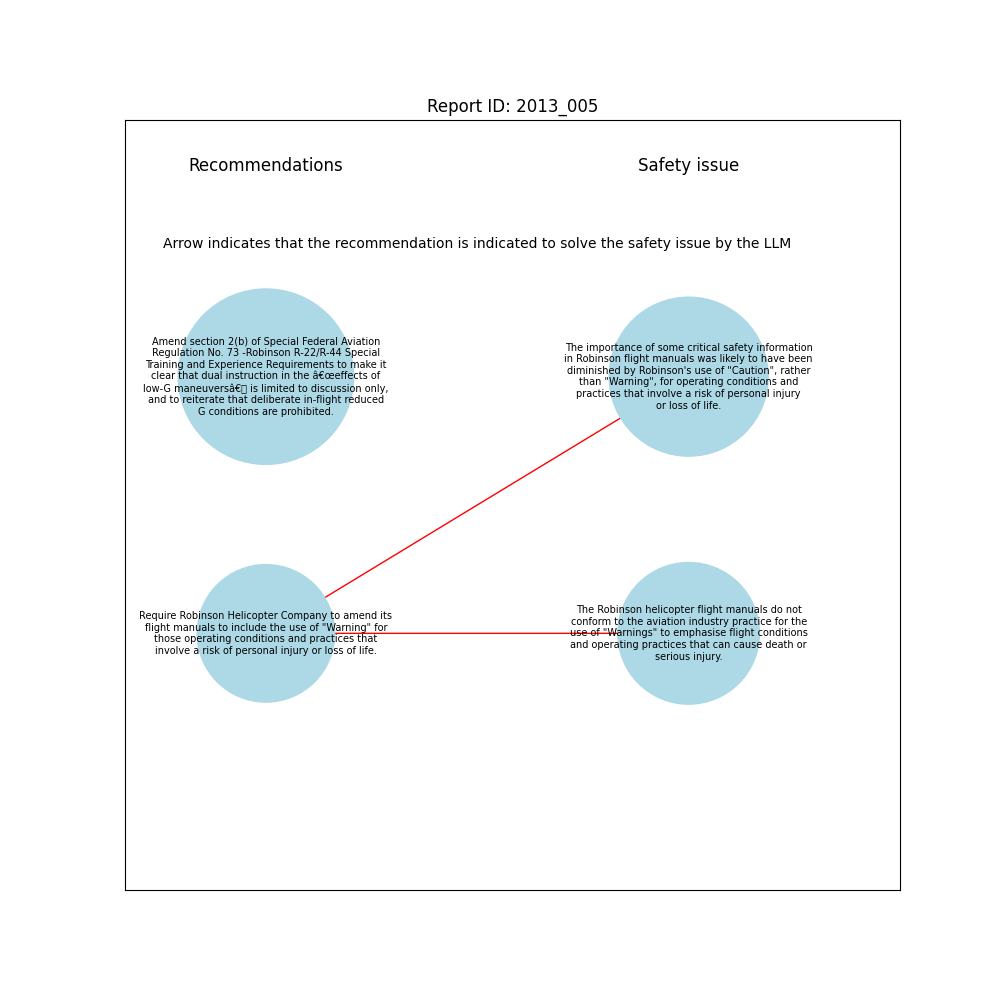 Report ID: 2013_005
Recommendations
Safety issue
Arrow indicates that the recommendation is indicated to solve the safety issue by the LLM
Amend section 2(b) of Special Federal Aviation
Regulation No. 73 -Robinson R-22/R-44 Special
Training and Experience Requirements to make it
clear that dual instruction in the â€œeffects of
low-G maneuversâ€ is limited to discussion only,
and to reiterate that deliberate in-flight reduced
G conditions are prohibited.
The importance of some critical safety information
in Robinson flight manuals was likely to have been
diminished by Robinson's use of "Caution", rather
than "Warning", for operating conditions and
practices that involve a risk of personal injury
or loss of life.
Require Robinson Helicopter Company to amend its
flight manuals to include the use of "Warning" for
those operating conditions and practices that
involve a risk of personal injury or loss of life.
The Robinson helicopter flight manuals do not
conform to the aviation industry practice for the
use of "Warnings" to emphasise flight conditions
and operating practices that can cause death or
serious injury.